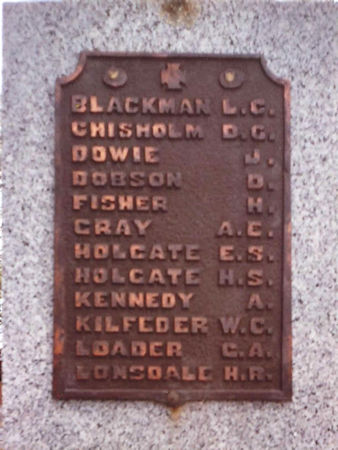 BLACKMAN L.C.
CHISHOLM D.G.
DOWIE J.
DOBSON D.
FISHER H.
GRAY A.E.
HOLGATE E.S.
HOLGATE H.S.
KENNEDY A.
KILFEDER W.C.
LOADER G.A.
LONSDALE H.R.